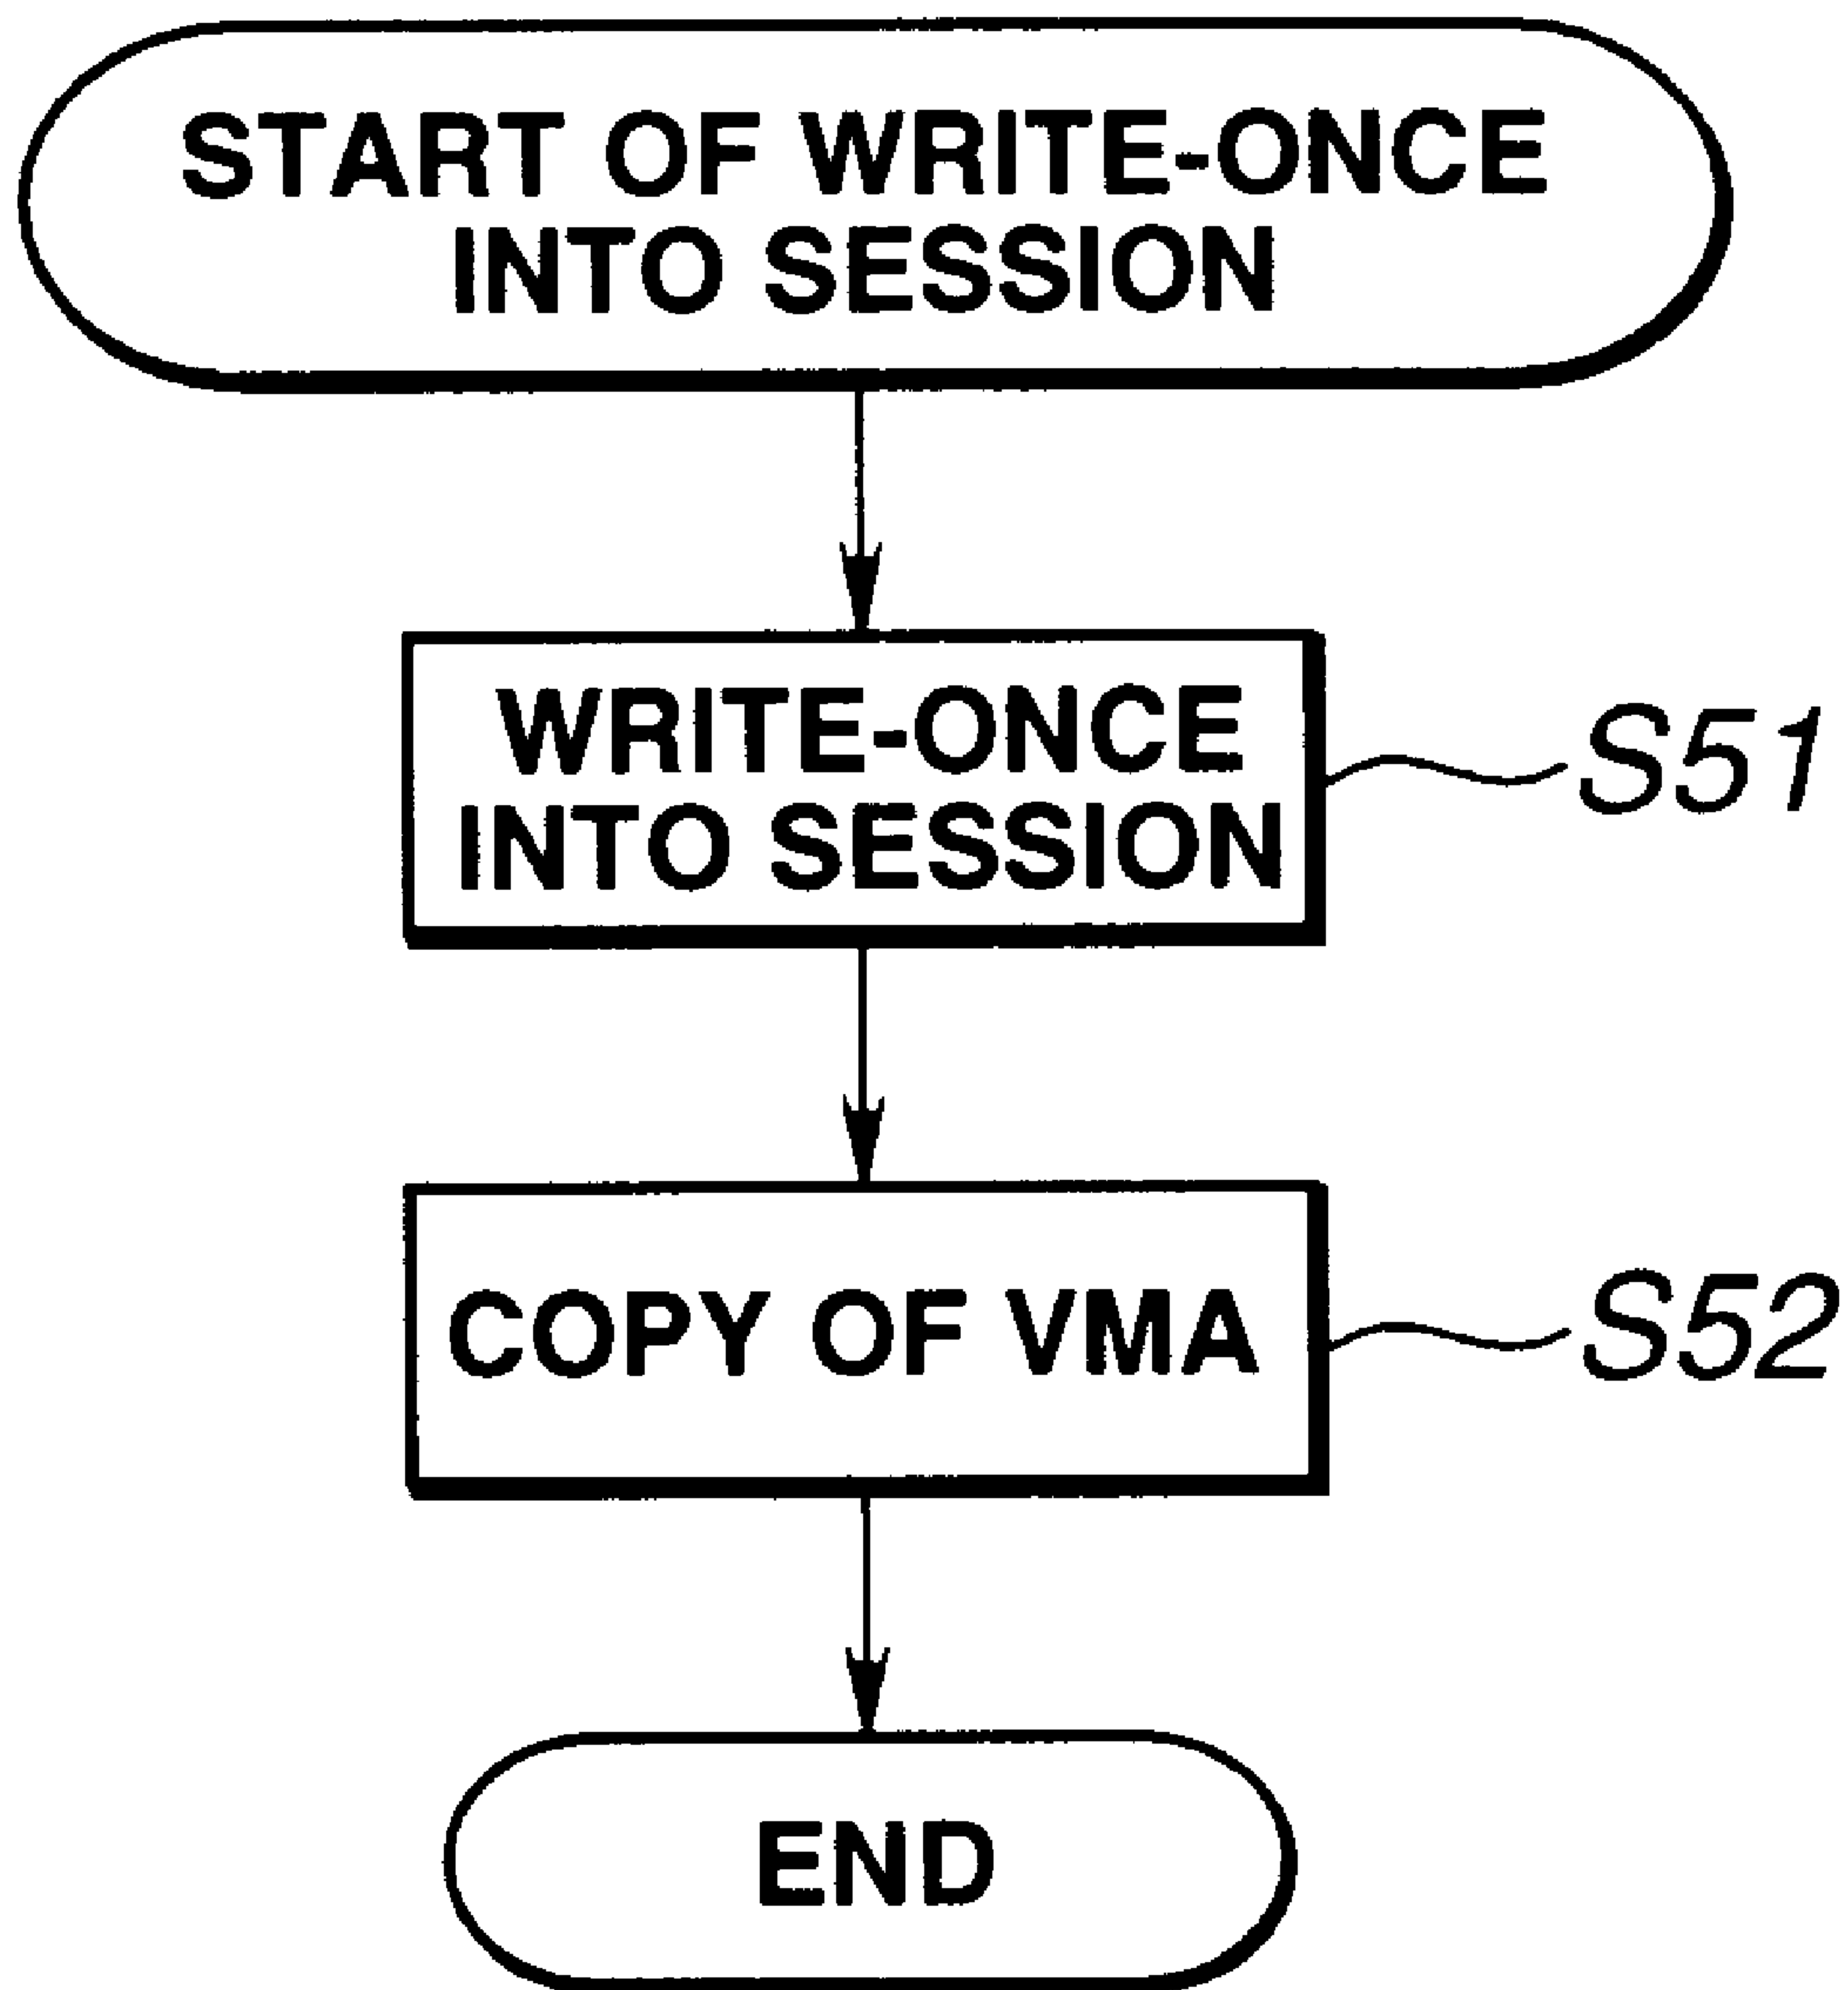 START OF WRITE-ONCE
INTO SESSION
WRITE-ONCE
INTO SESSION
S51
COPY OF VMA
S52
END